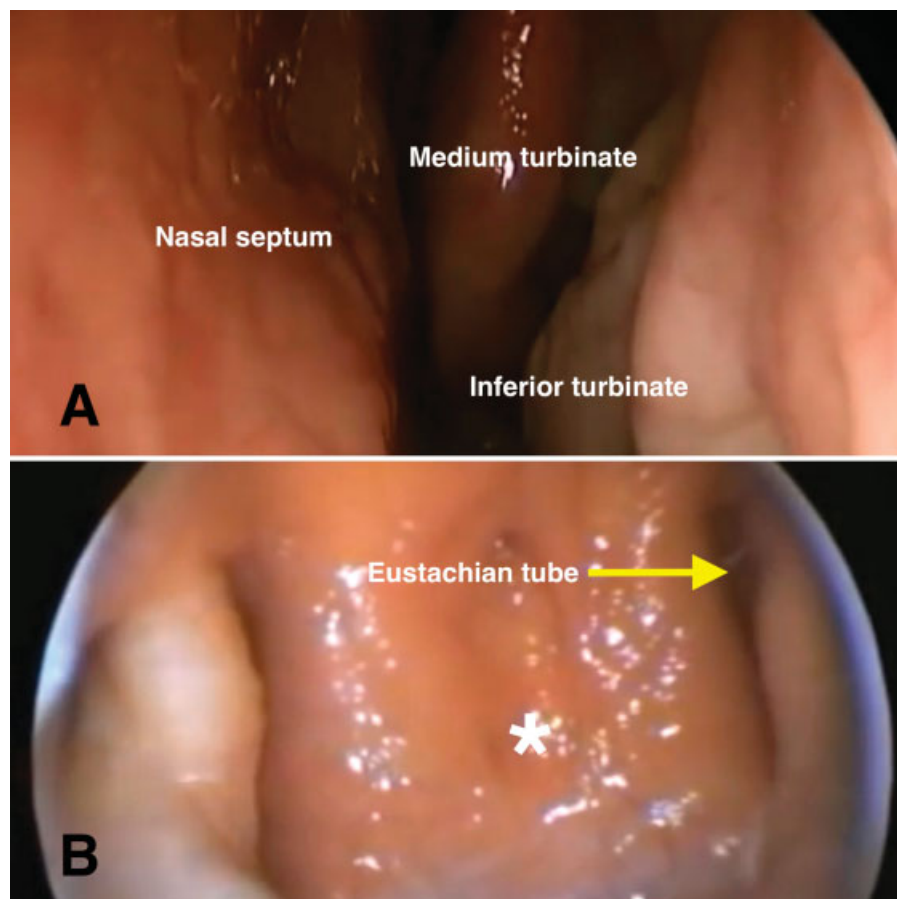 Medium turbinate
Nasal septum
Inferior turbinate
A
Eustachian tube
*
B